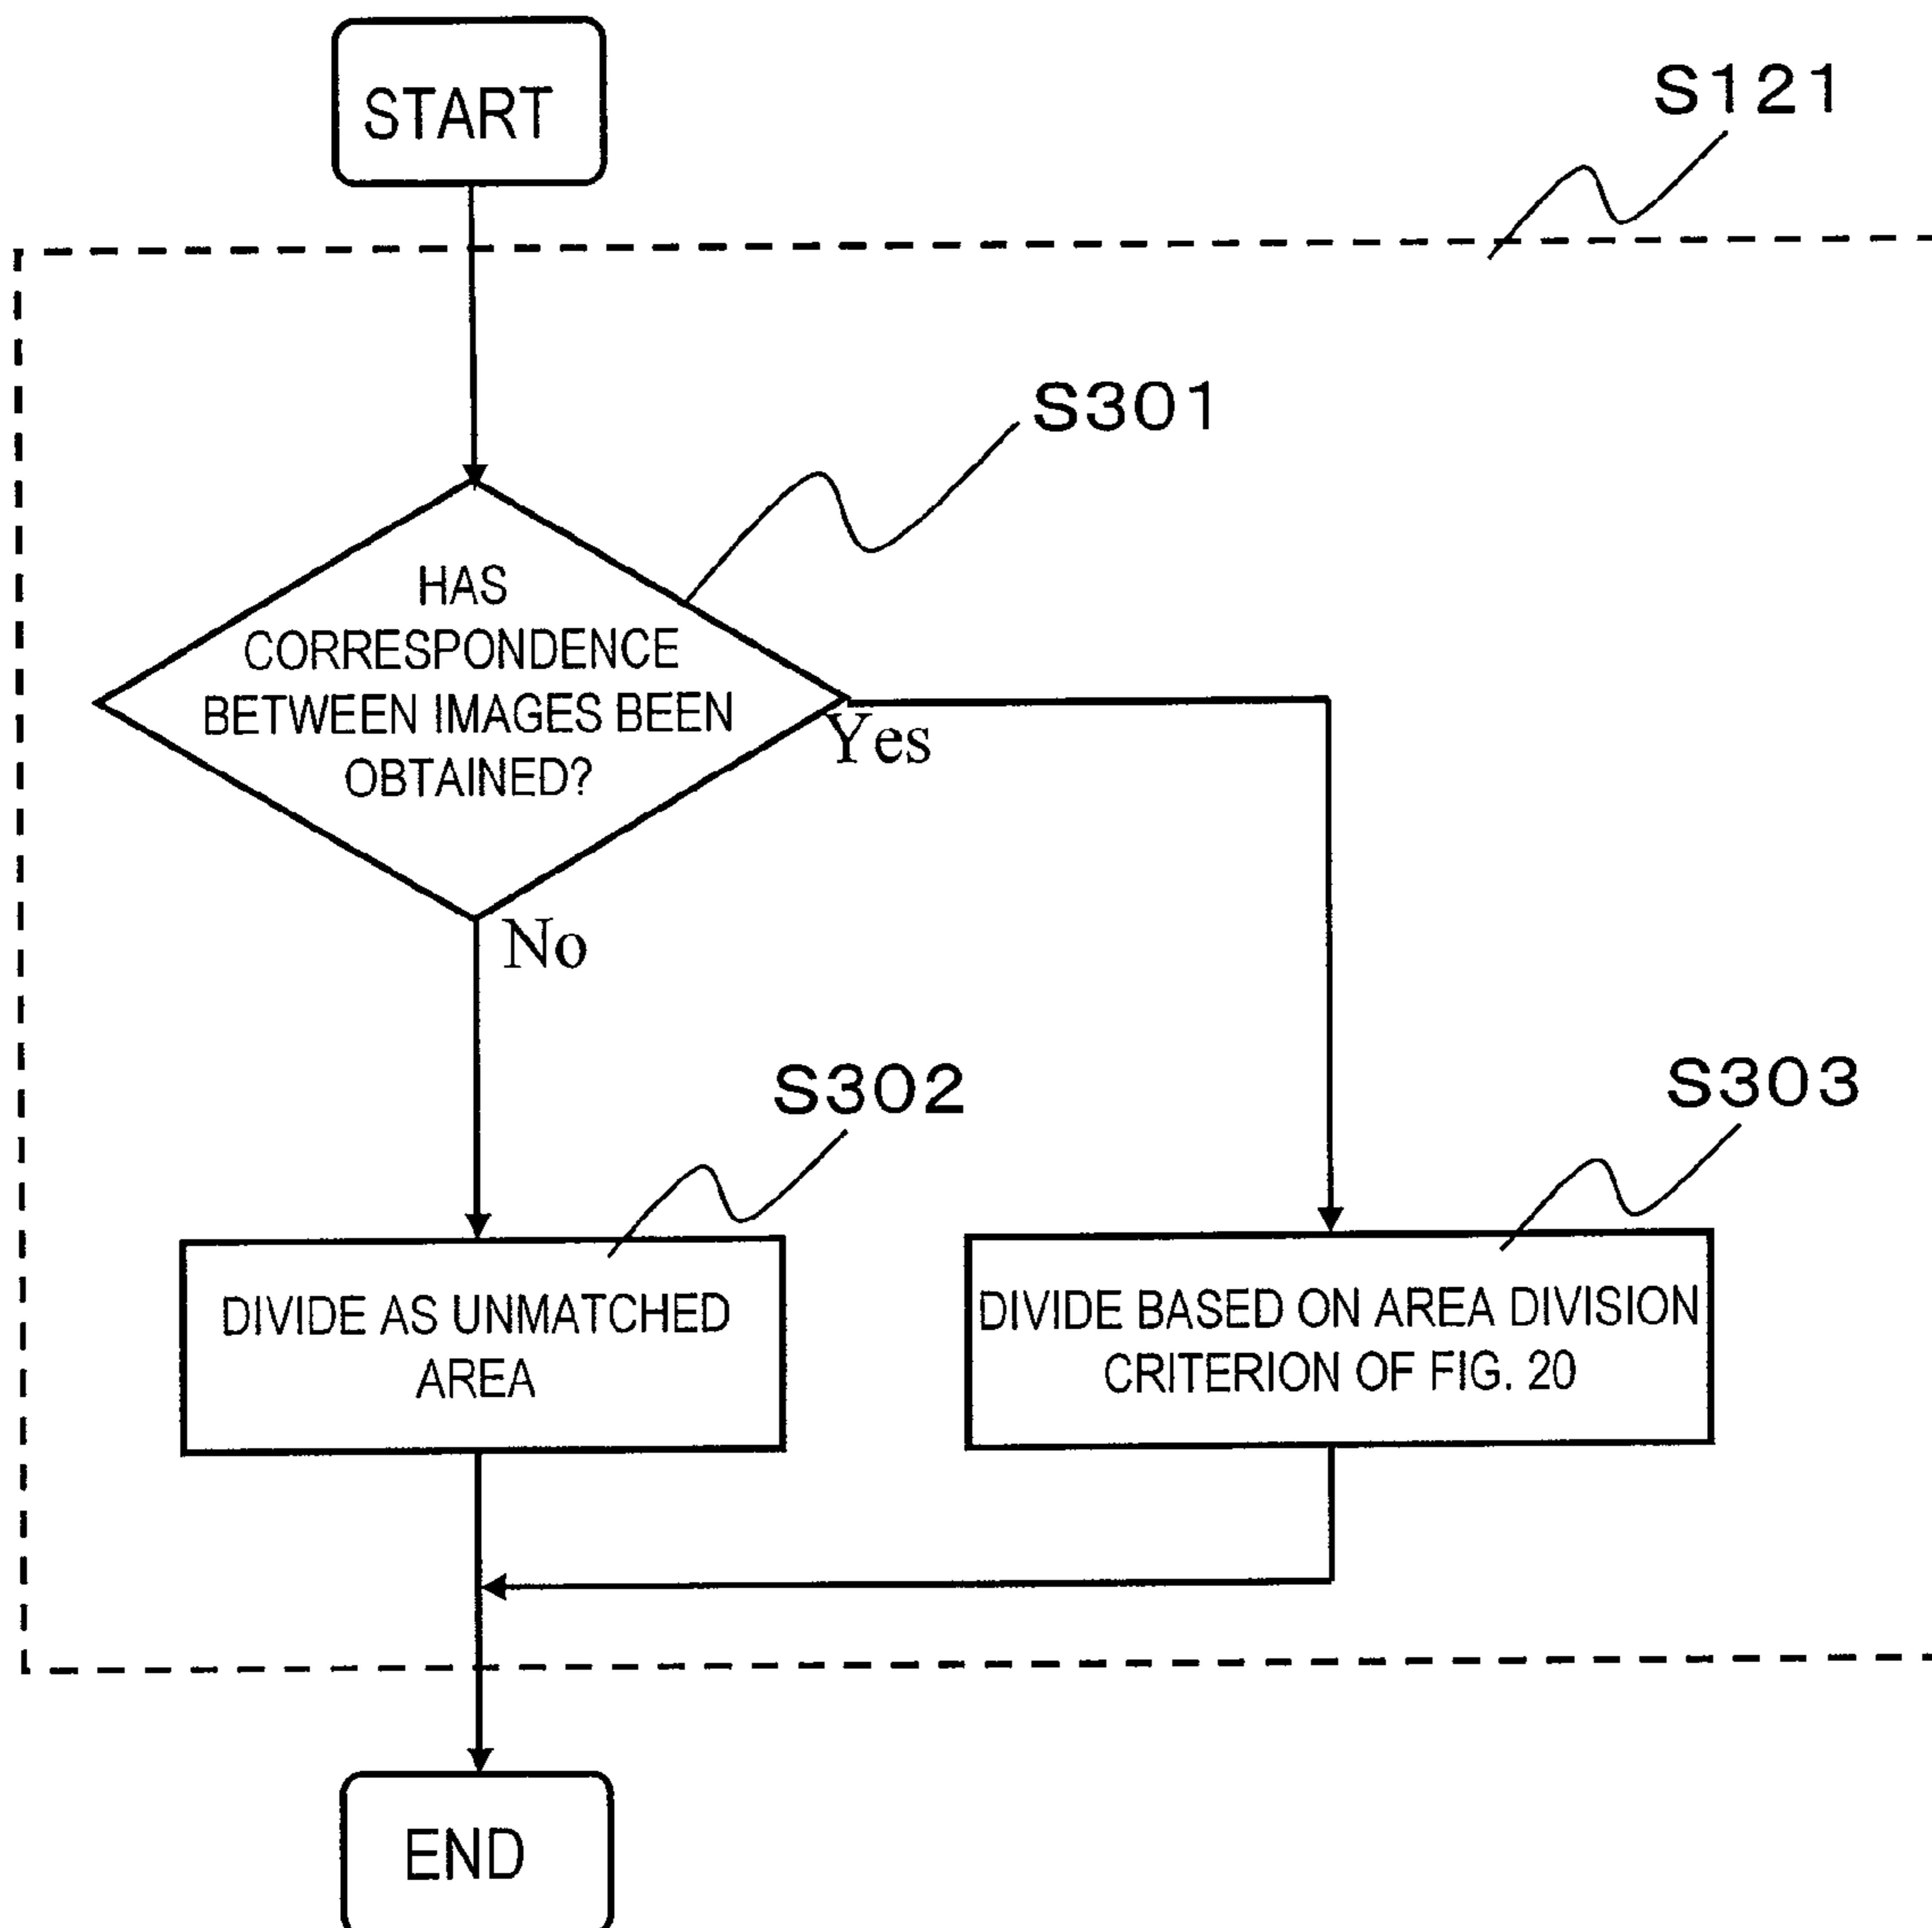 START
S121
S301
HAS
CORRESPONDENCE
BETWEEN IMAGES BEEN
OBTAINED?
Yes
No
S302
S303
DIVIDE AS UNMATCHED
AREA
DIVIDE BASED ON AREA DIVISION
CRITERION OF FIG. 20
END